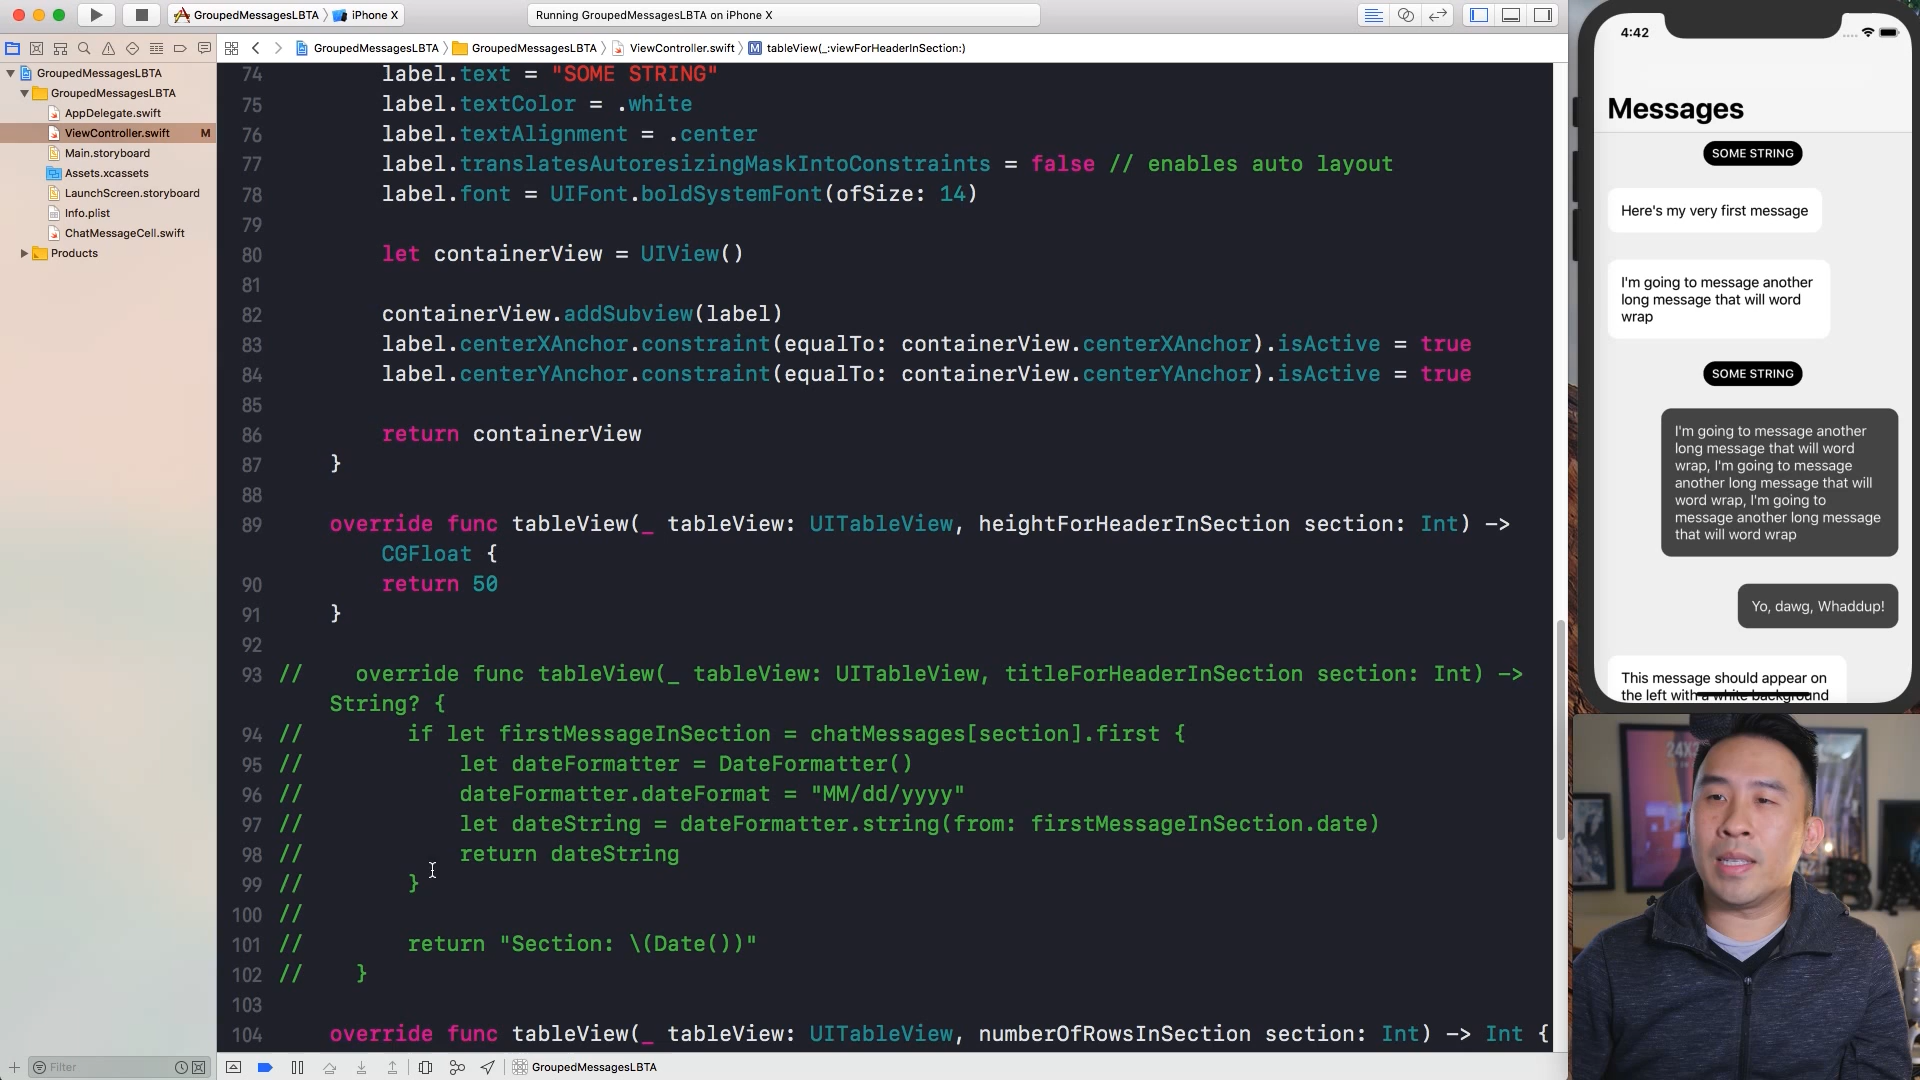 GroupedMessagesLBTA
iPhone X
Running GroupedMessagesLBTA on iPhone X
GroupedMessagesLBTA
GroupedMessagesLBTA
ViewController.swift
M
tableView(_:viewForHeaderInSection:)
GroupedMessagesLBTA
GroupedMessagesLBTA
AppDelegate.swift
ViewController.swift M
Main.storyboard
Assets.xcassets
LaunchScreen.storyboard
Info.plist
ChatMessageCell.swift
Products
Filter
74 label.text = "SOME STRING"
75 label.textColor = .white
76 label.textAlignment = .center
77 label.translatesAutoresizingMaskIntoConstraints = false // enables auto layout
78 label.font = UIFont.boldSystemFont(ofSize: 14)
79
80 let containerView = UIView()
81
82 containerView.addSubview(label)
83 label.centerXAnchor.constraint(equalTo: containerView.centerXAnchor).isActive = true
84 label.centerYAnchor.constraint(equalTo: containerView.centerYAnchor).isActive = true
85
86 return containerView
87 }
88
89 override func tableView(_ tableView: UITableView, heightForHeaderInSection section: Int) ->
CGFloat {
90 return 50
91 }
92
93 // override func tableView(_ tableView: UITableView, titleForHeaderInSection section: Int) ->
String? {
94 // if let firstMessageInSection = chatMessages[section].first {
95 // let dateFormatter = DateFormatter()
96 // dateFormatter.dateFormat = "MM/dd/yyyy"
97 // let dateString = dateFormatter.string(from: firstMessageInSection.date)
98 // return dateString
99 // }
100 //
101 // return "Section: \(Date())"
102 // }
103
104 override func tableView(_ tableView: UITableView, numberOfRowsInSection section: Int) -> Int {
GroupedMessagesLBTA
4:42
Messages
SOME STRING
Here's my very first message
I'm going to message another
long message that will word
wrap
SOME STRING
I'm going to message another
long message that will word
wrap, I'm going to message
another long message that will
word wrap, I'm going to
message another long message
that will word wrap
Yo, dawg, Whaddup!
This message should appear on
the left with a white background